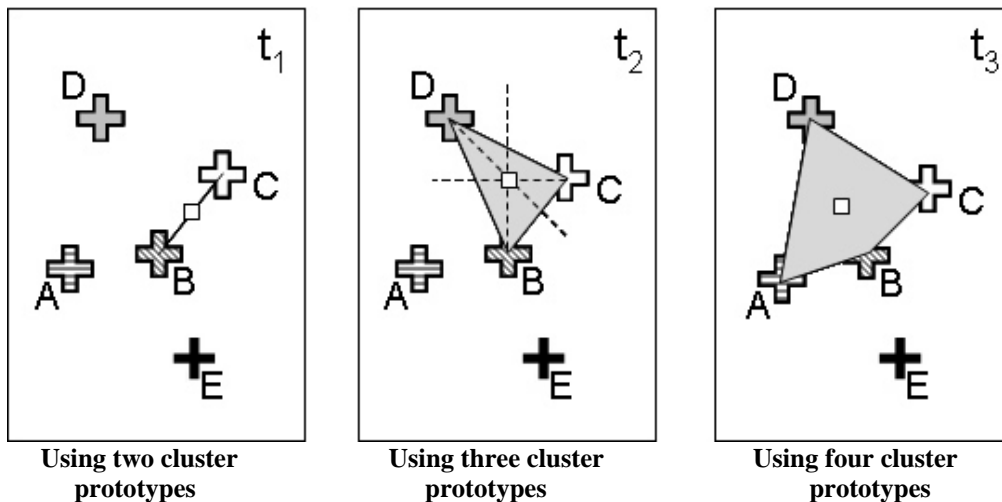 t1
D
C
B
A
E
Using two cluster
prototypes
t2
D
C
B
A
E
Using three cluster
prototypes
t3
D
C
B
A
E
Using four cluster
prototypes